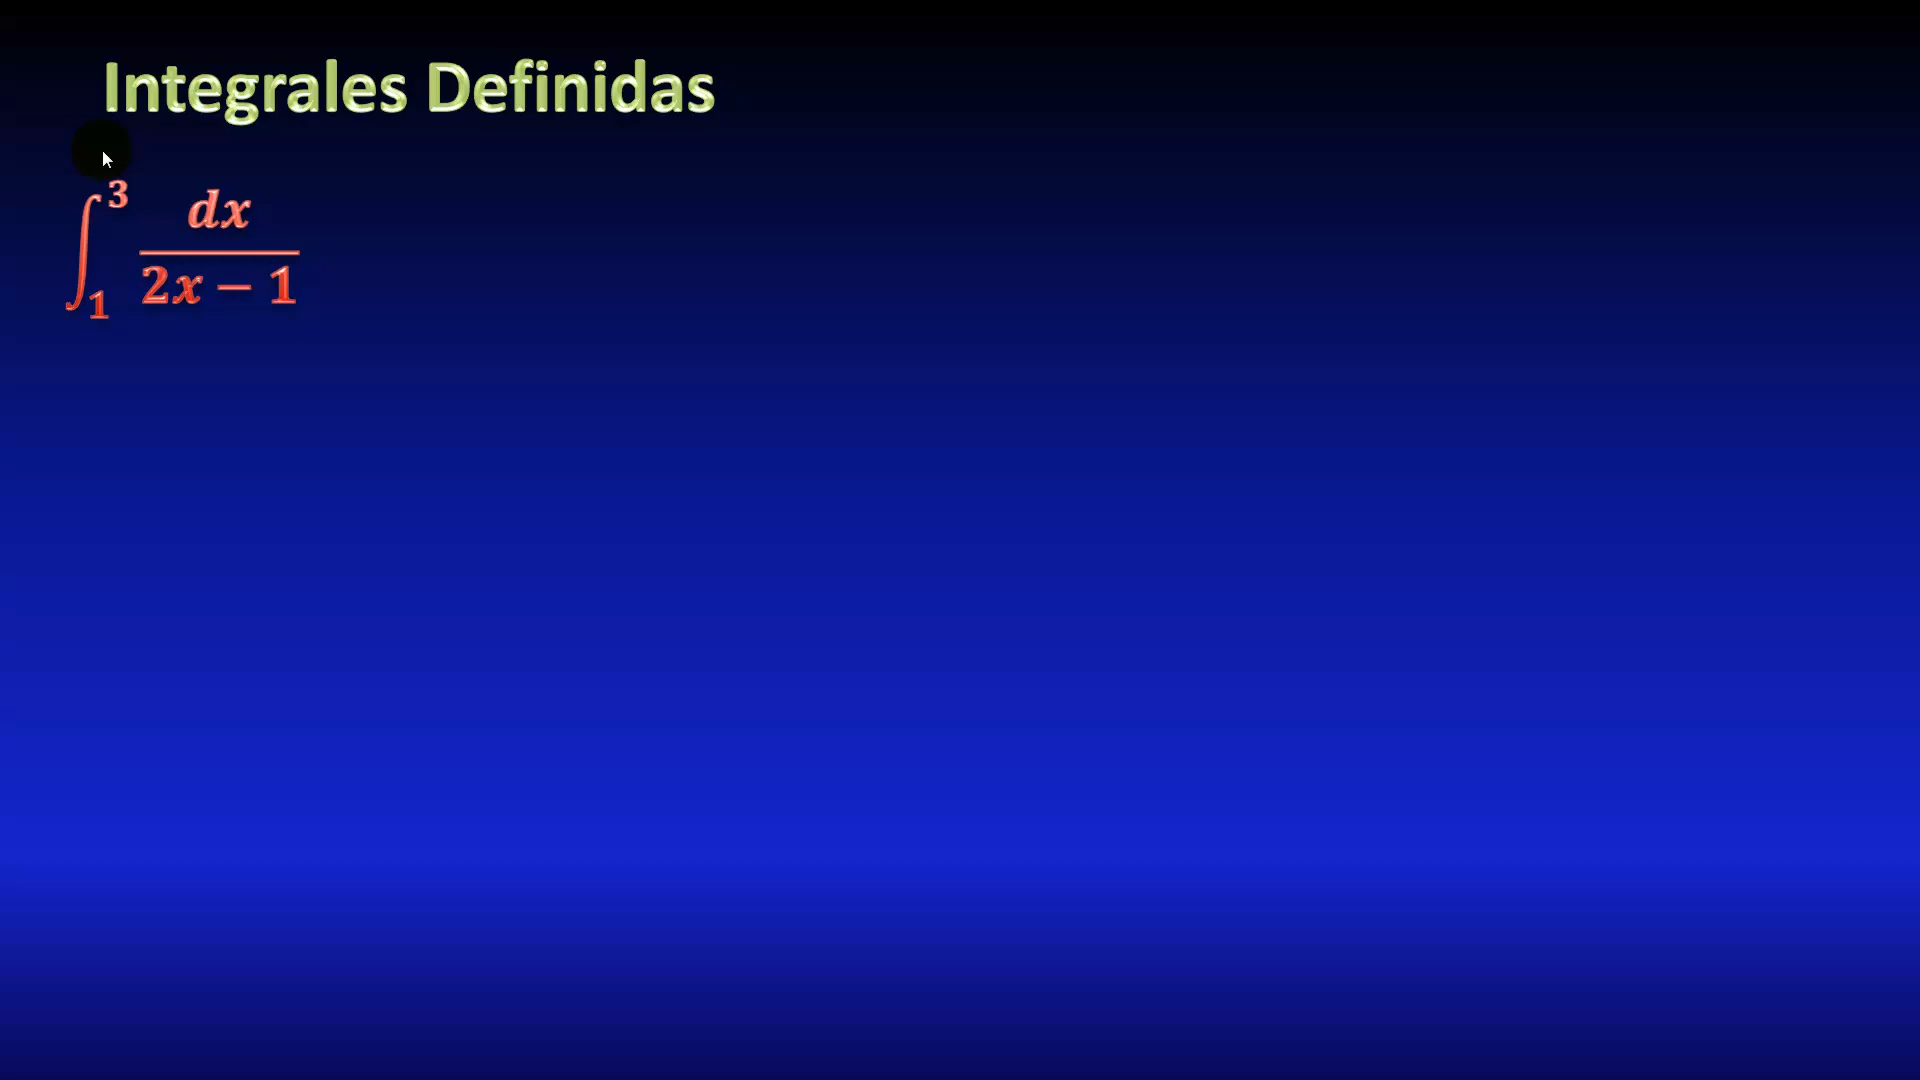 Integrales Definidas
∫₁³ dx / (2x − 1)